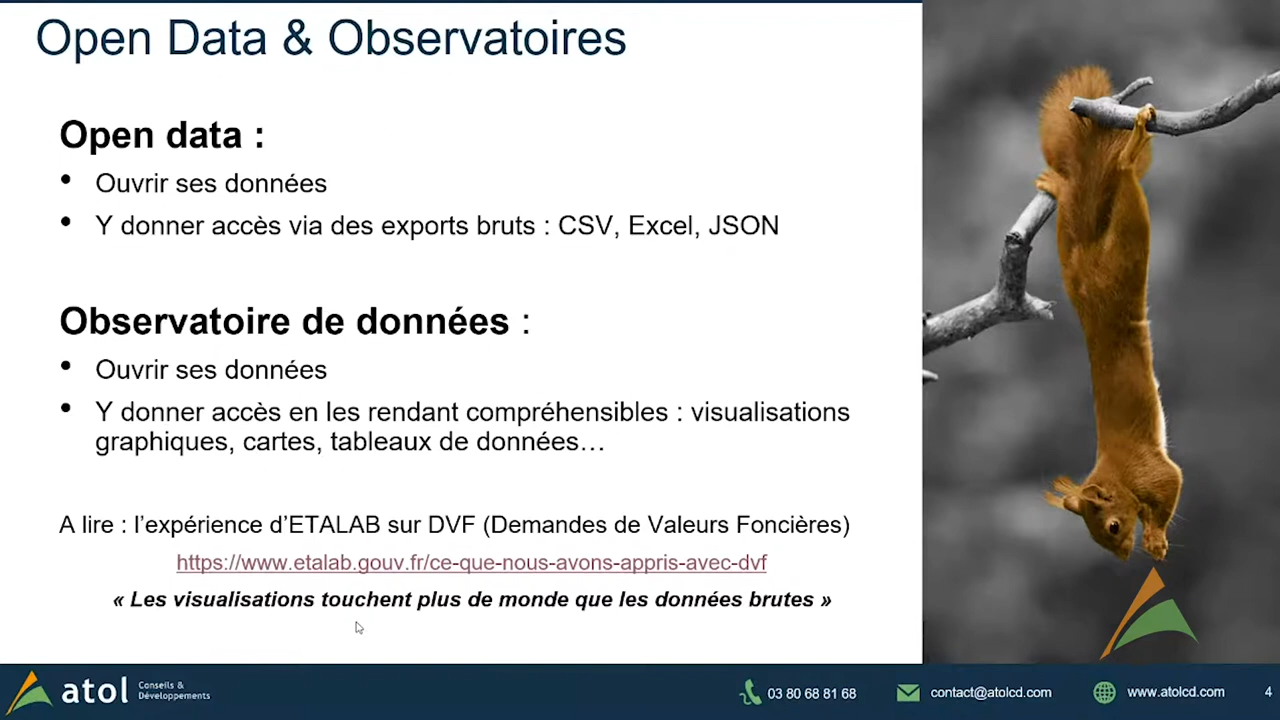 Open Data & Observatoires
Open data :
• Ouvrir ses données
• Y donner accès via des exports bruts : CSV, Excel, JSON
Observatoire de données :
• Ouvrir ses données
• Y donner accès en les rendant compréhensibles : visualisations
graphiques, cartes, tableaux de données…
A lire : l’expérience d’ETALAB sur DVF (Demandes de Valeurs Foncières)
https://www.etalab.gouv.fr/ce-que-nous-avons-appris-avec-dvf
« Les visualisations touchent plus de monde que les données brutes »
atol Conseils &
Développements
03 80 68 81 68
contact@atolcd.com
www.atolcd.com
4